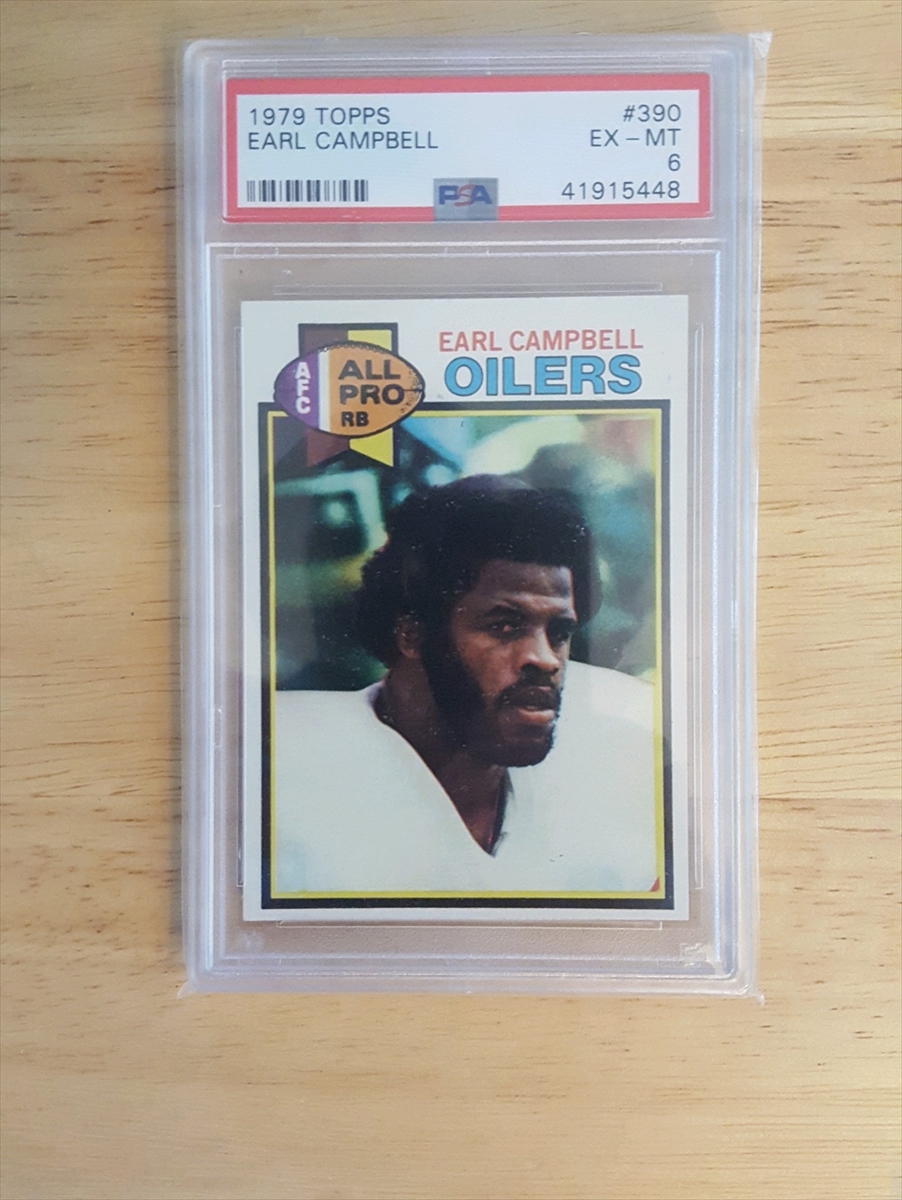 1979 TOPPS #390
EARL CAMPBELL EX - MT
6
PSA 41915448
EARL CAMPBELL
OILERS
AFC
ALL
PRO
RB